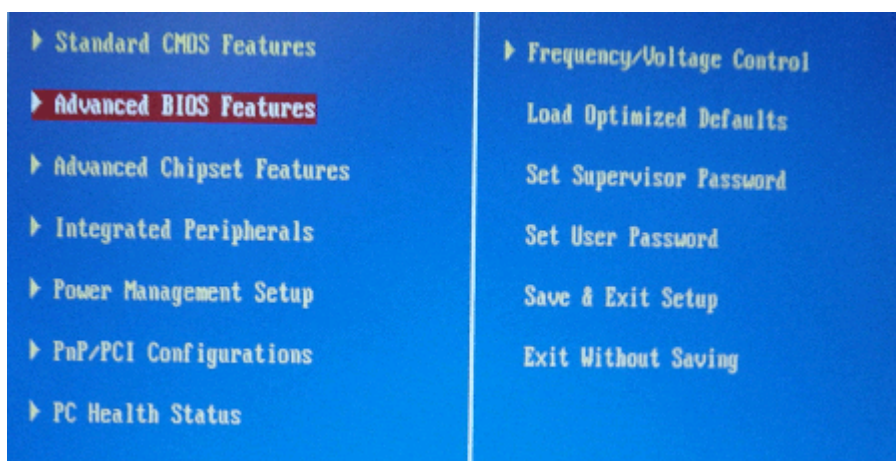 Standard CMOS Features
Advanced BIOS Features
Advanced Chipset Features
Integrated Peripherals
Power Management Setup
PnP/PCI Configurations
PC Health Status
Frequency/Voltage Control
Load Optimized Defaults
Set Supervisor Password
Set User Password
Save & Exit Setup
Exit Without Saving